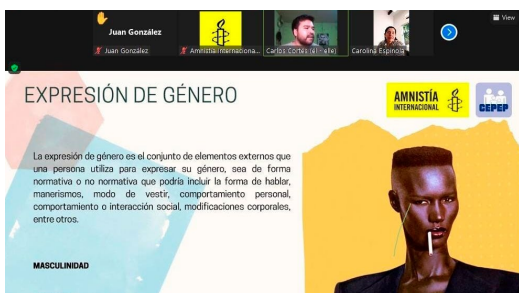 Juan González
View
Juan González
Amnistía Internaciona...
Carlos Cortés (él - elle)
Carolina Espinola
EXPRESIÓN DE GÉNERO
AMNISTÍA
INTERNACIONAL
CEPEP
La expresión de género es el conjunto de elementos externos que
una persona utiliza para expresar su género, sea de forma
normativa o no normativa que podría incluir la forma de hablar,
manerismos, modo de vestir, comportamiento personal,
comportamiento o interacción social, modificaciones corporales,
entre otros.
MASCULINIDAD